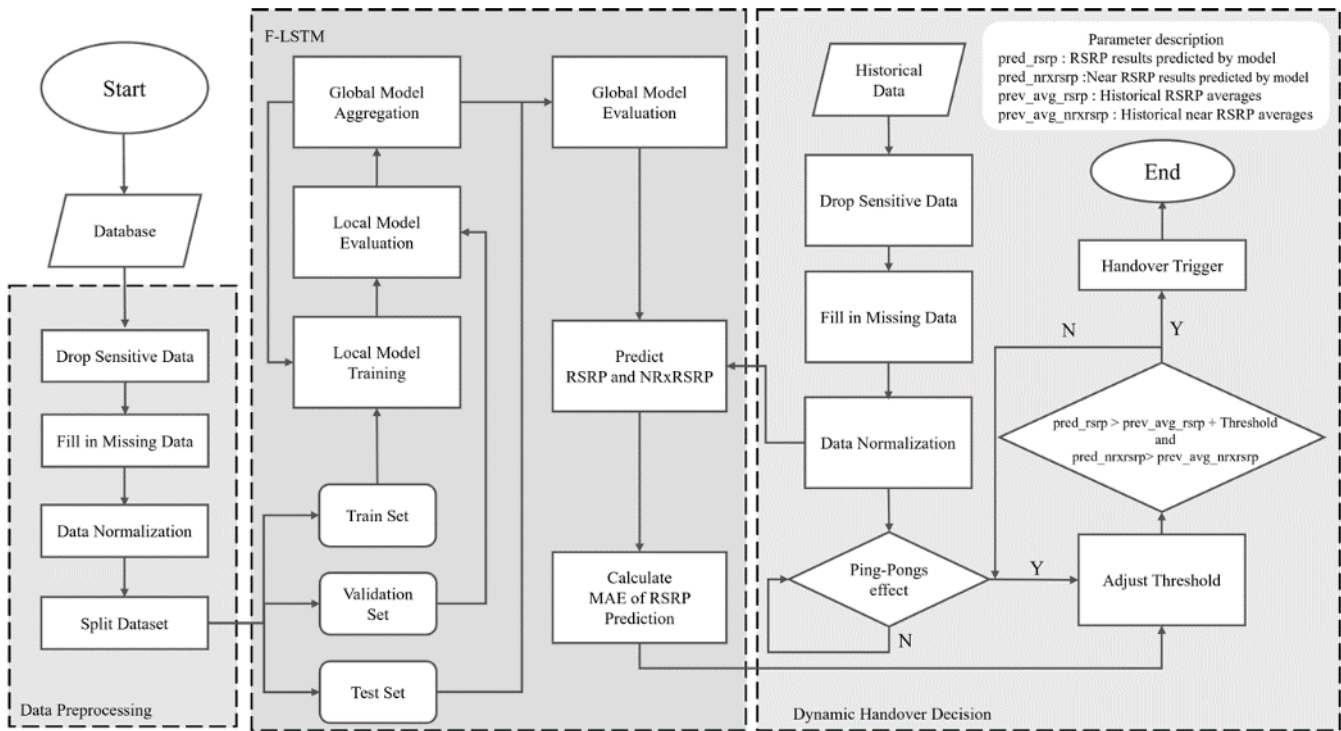 Start
Database
Drop Sensitive Data
Fill in Missing Data
Data Normalization
Split Dataset
Data Preprocessing
F-LSTM
Global Model
Aggregation
Local Model
Evaluation
Local Model
Training
Train Set
Validation
Set
Test Set
Global Model
Evaluation
Predict
RSRP and NRxRSRP
Calculate
MAE of RSRP
Prediction
Historical
Data
Drop Sensitive Data
Fill in Missing Data
Data Normalization
Ping-Pongs
effect
N
Y
Adjust Threshold
pred_rsrp > prev_avg_rsrp + Threshold
and
pred_nrxrsrp> prev_avg_nrxrsrp
N
Y
Handover Trigger
End
Parameter description
pred_rsrp : RSRP results predicted by model
pred_nrxrsrp :Near RSRP results predicted by model
prev_avg_rsrp : Historical RSRP averages
prev_avg_nrxrsrp : Historical near RSRP averages
Dynamic Handover Decision